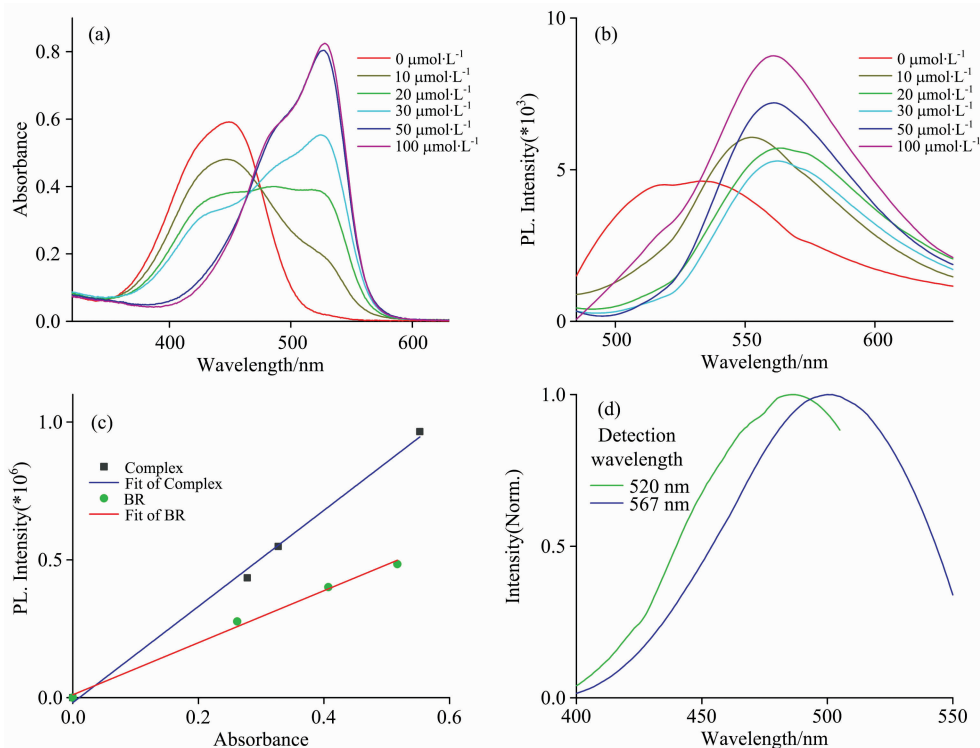 (a)
0.8
0.6
0.4
0.2
0.0
Absorbance
400
500
600
Wavelength/nm
0 μmol·L⁻¹
10 μmol·L⁻¹
20 μmol·L⁻¹
30 μmol·L⁻¹
50 μmol·L⁻¹
100 μmol·L⁻¹
(b)
10
5
0
PL. Intensity(*10³)
500
550
600
Wavelength/nm
0 μmol·L⁻¹
10 μmol·L⁻¹
20 μmol·L⁻¹
30 μmol·L⁻¹
50 μmol·L⁻¹
100 μmol·L⁻¹
(c)
1.0
0.5
0.0
PL. Intensity(*10⁶)
Complex
Fit of Complex
BR
Fit of BR
0.0
0.2
0.4
0.6
Absorbance
(d)
1.0
0.5
0.0
Intensity(Norm.)
Detection
wavelength
520 nm
567 nm
400
450
500
550
Wavelength/nm